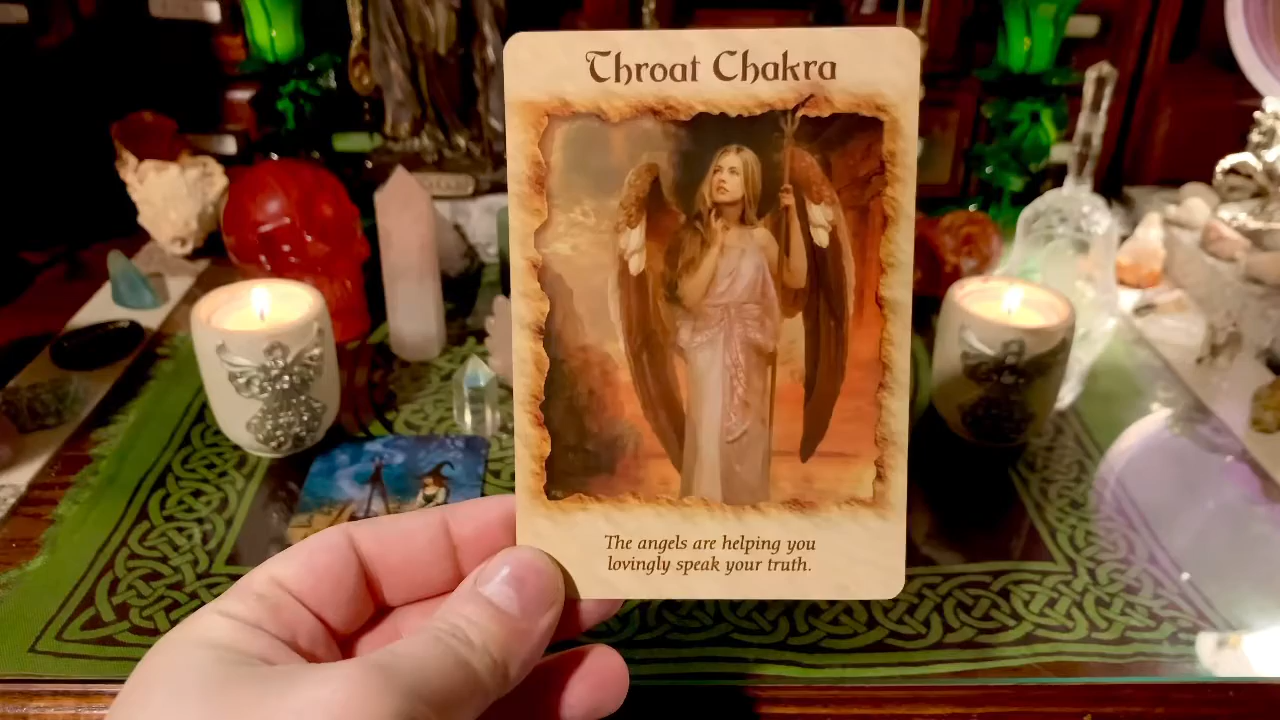 Throat Chakra
The angels are helping you
lovingly speak your truth.